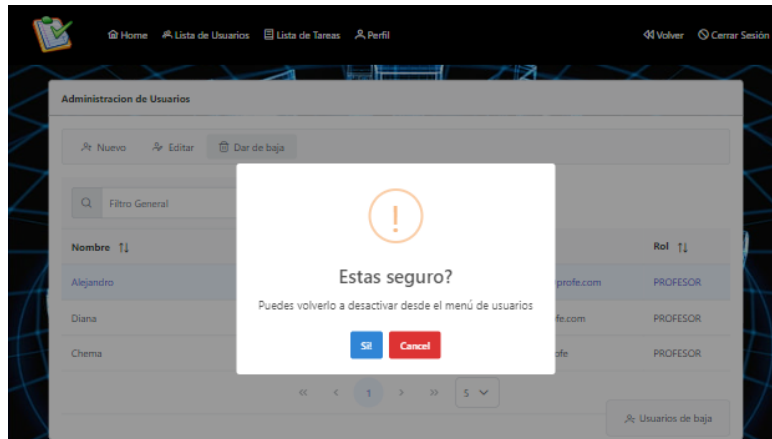 Home Lista de Usuarios Lista de Tareas Perfil Volver Cerrar Sesión
Administracion de Usuarios
Nuevo Editar Dar de baja
Filtro General
Nombre Rol
Alejandro profe.com PROFESOR
Diana fe.com PROFESOR
Chema ofe PROFESOR
Estas seguro?
Puedes volverlo a desactivar desde el menú de usuarios
Si! Cancel
« < 1 > » 5
Usuarios de baja